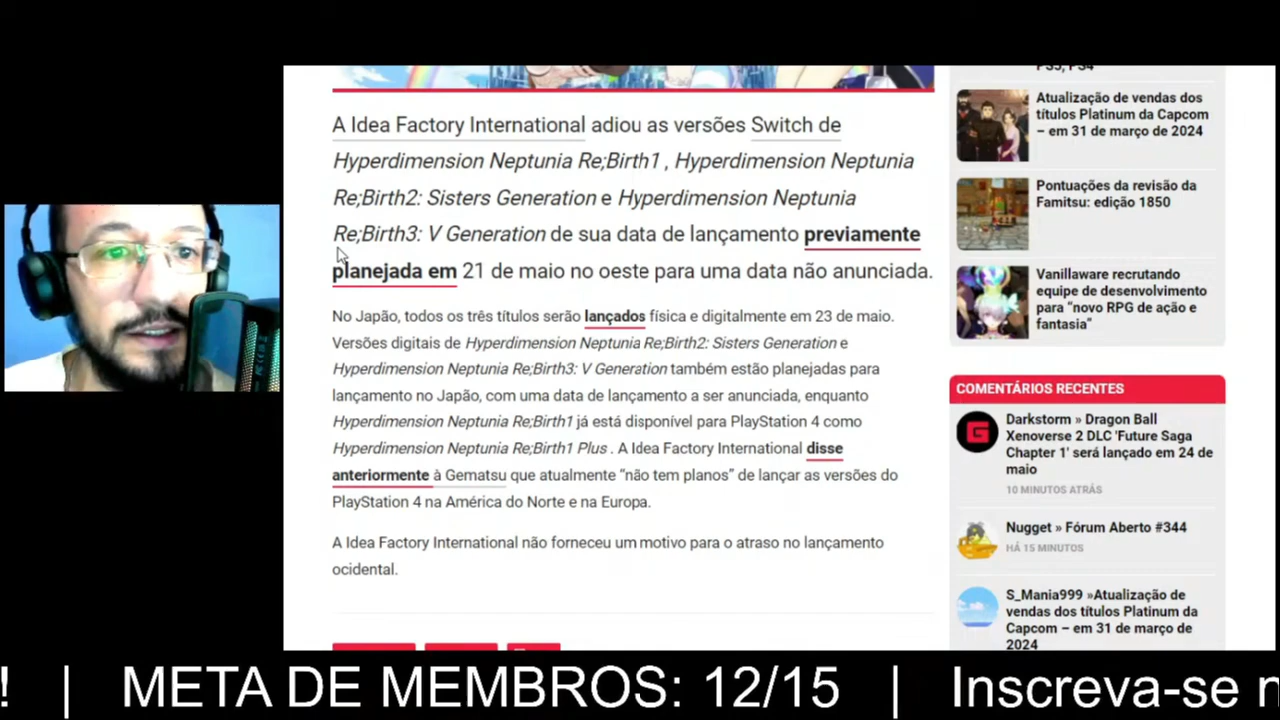 A Idea Factory International adiou as versões Switch de
Hyperdimension Neptunia Re;Birth1 , Hyperdimension Neptunia
Re;Birth2: Sisters Generation e Hyperdimension Neptunia
Re;Birth3: V Generation de sua data de lançamento previamente
planejada em 21 de maio no oeste para uma data não anunciada.
No Japão, todos os três títulos serão lançados física e digitalmente em 23 de maio.
Versões digitais de Hyperdimension Neptunia Re;Birth2: Sisters Generation e
Hyperdimension Neptunia Re;Birth3: V Generation também estão planejadas para
lançamento no Japão, com uma data de lançamento a ser anunciada, enquanto
Hyperdimension Neptunia Re;Birth1 já está disponível para PlayStation 4 como
Hyperdimension Neptunia Re;Birth1 Plus . A Idea Factory International disse
anteriormente à Gematsu que atualmente “não tem planos” de lançar as versões do
PlayStation 4 na América do Norte e na Europa.
A Idea Factory International não forneceu um motivo para o atraso no lançamento
ocidental.
PS5, PS4
Atualização de vendas dos
títulos Platinum da Capcom
– em 31 de março de 2024
Pontuações da revisão da
Famitsu: edição 1850
Vanillaware recrutando
equipe de desenvolvimento
para “novo RPG de ação e
fantasia”
COMENTÁRIOS RECENTES
Darkstorm » Dragon Ball
Xenoverse 2 DLC 'Future Saga
Chapter 1' será lançado em 24 de
maio
10 MINUTOS ATRÁS
Nugget » Fórum Aberto #344
HÁ 15 MINUTOS
S_Mania999 »Atualização de
vendas dos títulos Platinum da
Capcom – em 31 de março de
2024
! | META DE MEMBROS: 12/15 | Inscreva-se n